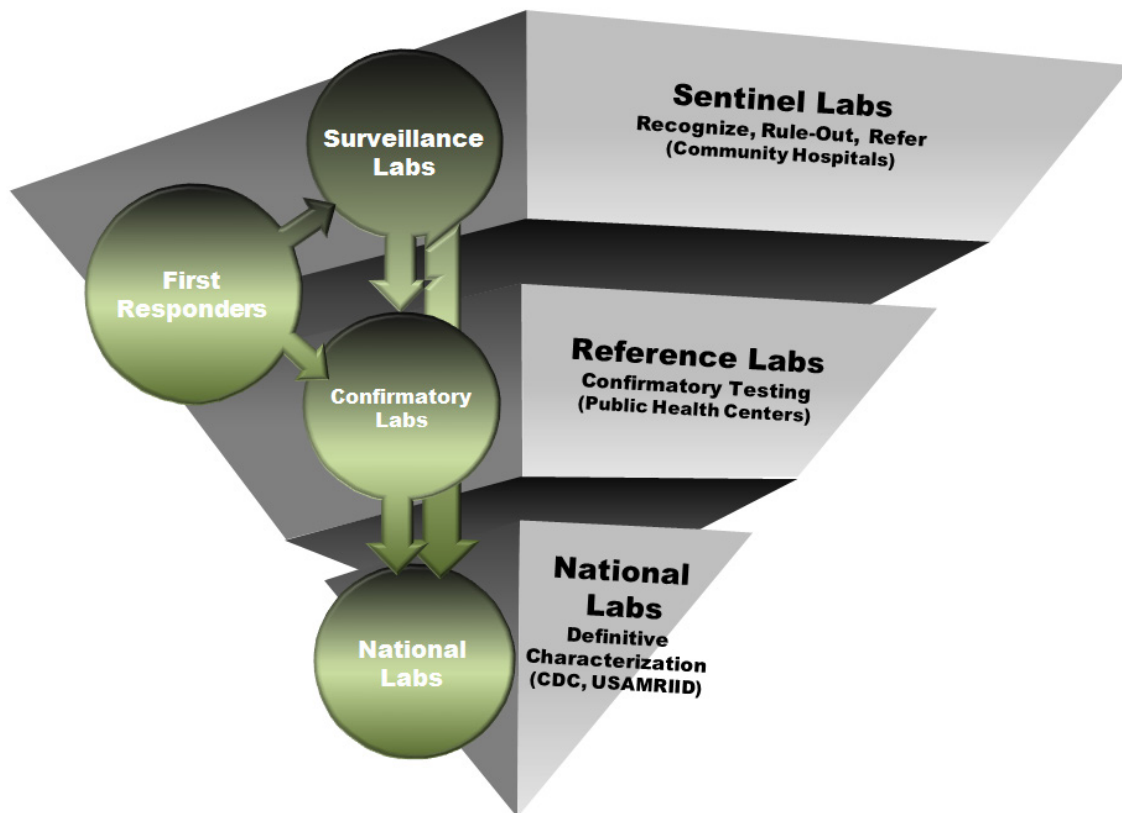 Surveillance
Labs
First
Responders
Confirmatory
Labs
National
Labs
Sentinel Labs
Recognize, Rule-Out, Refer
(Community Hospitals)
Reference Labs
Confirmatory Testing
(Public Health Centers)
National
Labs
Definitive
Characterization
(CDC, USAMRIID)